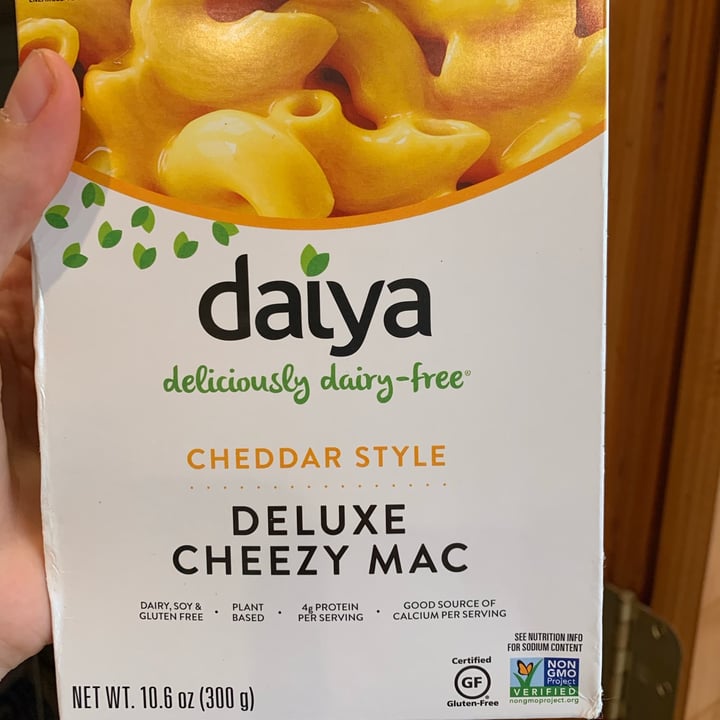 daiya
deliciously dairy-free®
CHEDDAR STYLE
DELUXE
CHEEZY MAC
DAIRY, SOY & GLUTEN FREE • PLANT BASED • 4g PROTEIN PER SERVING • GOOD SOURCE OF CALCIUM PER SERVING
SEE NUTRITION INFO
FOR SODIUM CONTENT
Certified
GF
Gluten-Free
NON
GMO
Project
VERIFIED
nongmoproject.org
NET WT. 10.6 oz (300 g)